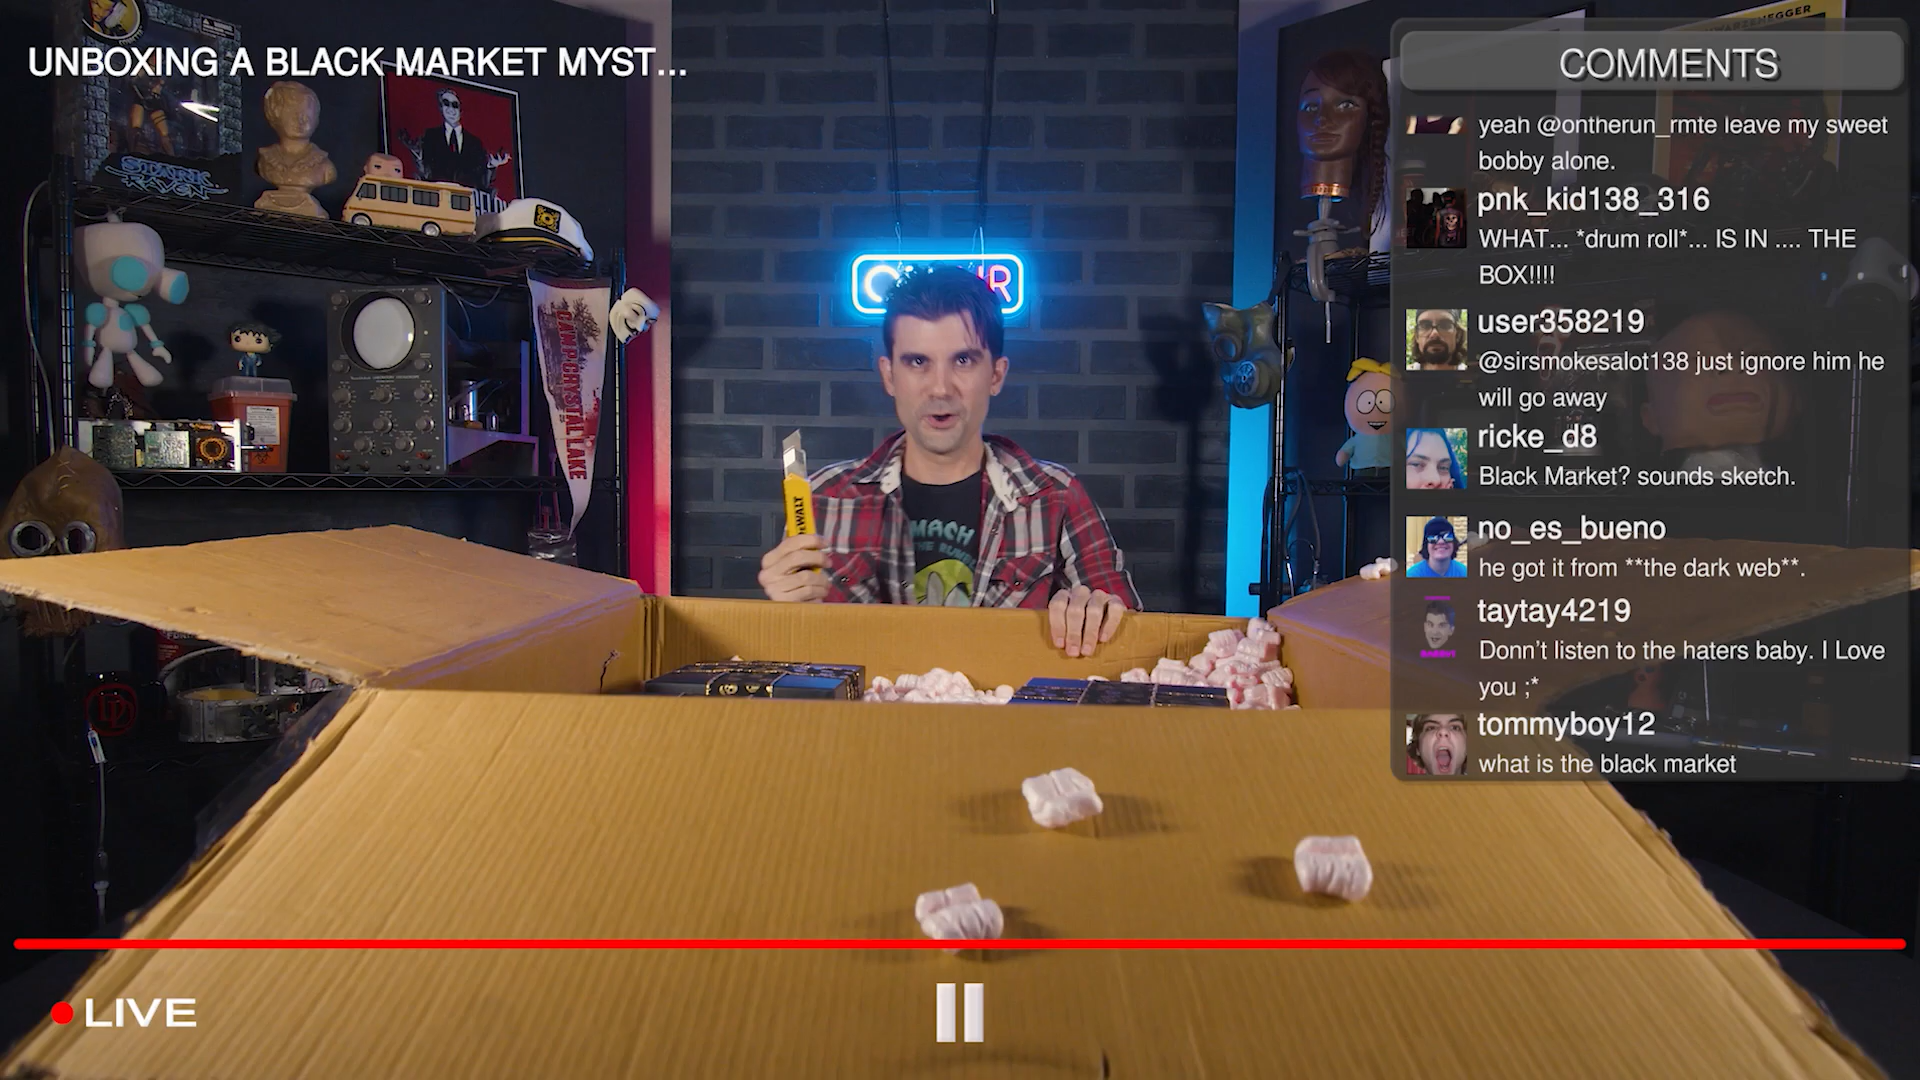 UNBOXING A BLACK MARKET MYST...
COMMENTS
yeah @ontherun_rmte leave my sweet
bobby alone.
pnk_kid138_316
WHAT... *drum roll*... IS IN .... THE
BOX!!!!
user358219
@sirsmokesalot138 just ignore him he
will go away
ricke_d8
Black Market? sounds sketch.
no_es_bueno
he got it from **the dark web**.
taytay4219
Donn't listen to the haters baby. I Love
you ;*
tommyboy12
what is the black market
CAMP CRYSTAL LAKE
DEWALT
LIVE